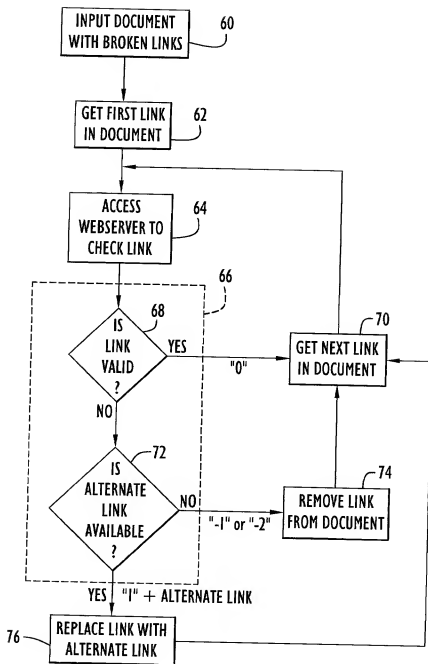 INPUT DOCUMENT
WITH BROKEN LINKS
60
GET FIRST LINK
IN DOCUMENT
62
ACCESS
WEBSERVER TO
CHECK LINK
64
66
IS
LINK
VALID
?
68
YES
"0"
GET NEXT LINK
IN DOCUMENT
70
NO
IS
ALTERNATE
LINK
AVAILABLE
?
72
NO
"-1" or "-2"
REMOVE LINK
FROM DOCUMENT
74
YES "1" + ALTERNATE LINK
76
REPLACE LINK WITH
ALTERNATE LINK